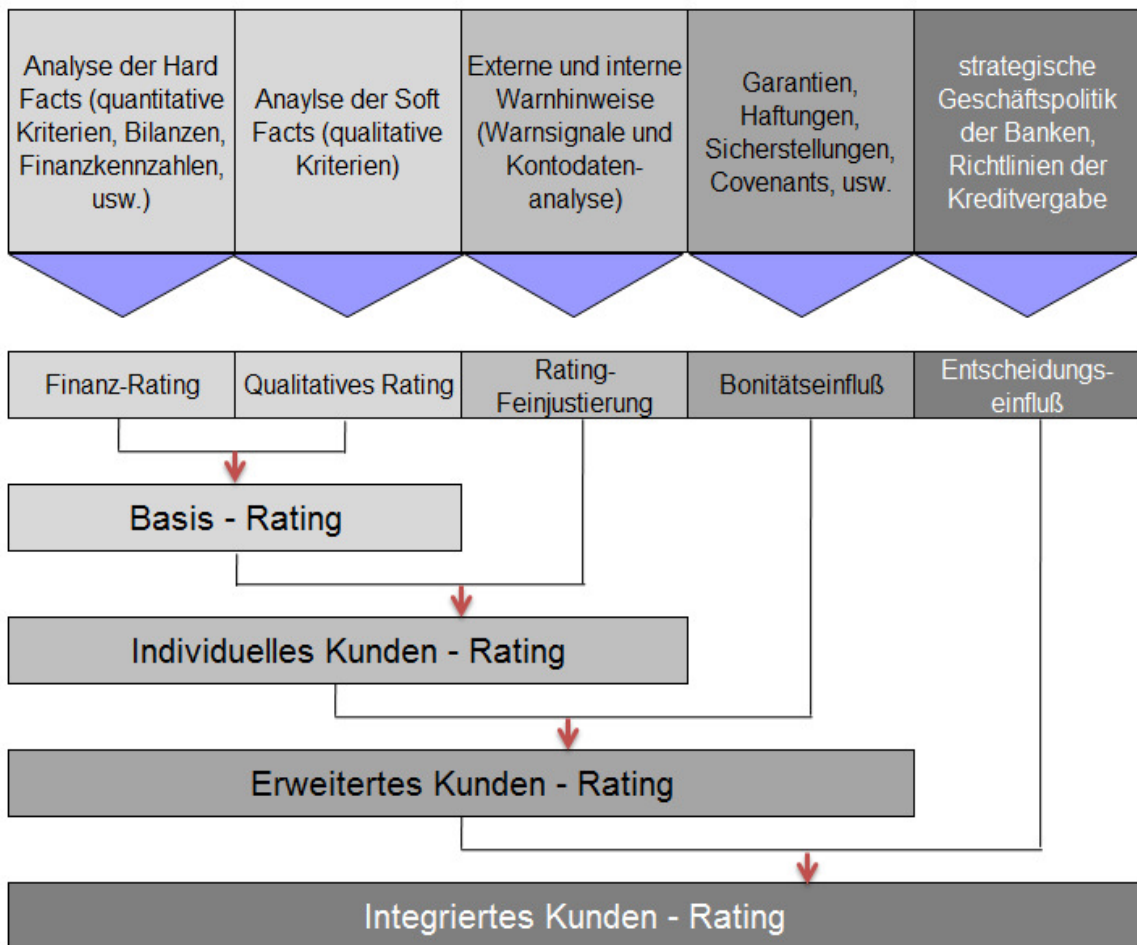 Analyse der Hard
Facts (quantitative
Kriterien, Bilanzen,
Finanzkennzahlen,
usw.)
Anaylse der Soft
Facts (qualitative
Kriterien)
Externe und interne
Warnhinweise
(Warnsignale und
Kontodaten-
analyse)
Garantien,
Haftungen,
Sicherstellungen,
Covenants, usw.
strategische
Geschäftspolitik
der Banken,
Richtlinien der
Kreditvergabe
Finanz-Rating
Qualitatives Rating
Rating-
Feinjustierung
Bonitätseinfluß
Entscheidungs-
einfluß
Basis - Rating
Individuelles Kunden - Rating
Erweitertes Kunden - Rating
Integriertes Kunden - Rating